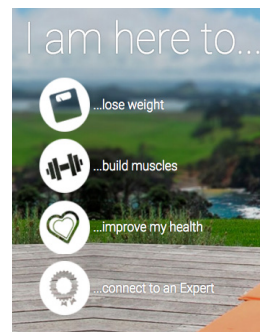 I am here to...
...lose weight
...build muscles
...improve my health
...connect to an Expert